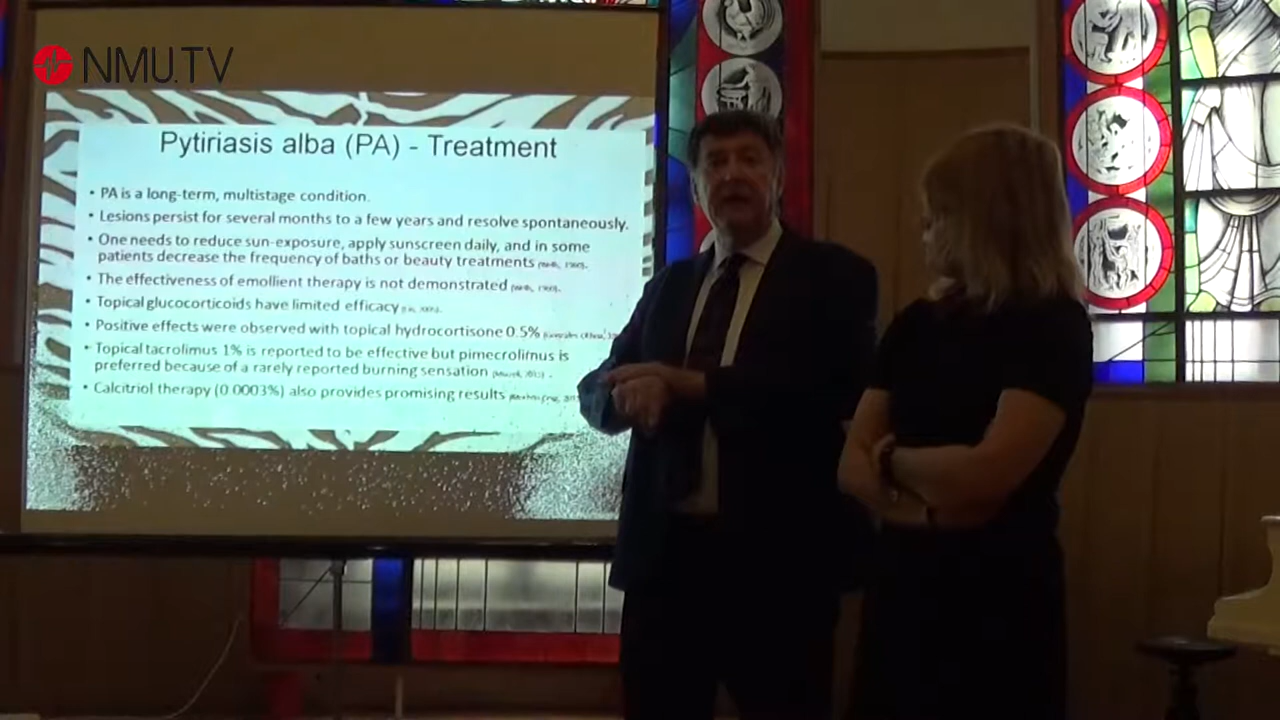 NMU.TV
Pytiriasis alba (PA) - Treatment
• PA is a long-term, multistage condition.
• Lesions persist for several months to a few years and resolve spontaneously.
• One needs to reduce sun-exposure, apply sunscreen daily, and in some
patients decrease the frequency of baths or beauty treatments
• The effectiveness of emollient therapy is not demonstrated
• Topical glucocorticoids have limited efficacy
• Positive effects were observed with topical hydrocortisone 0.5%
• Topical tacrolimus 1% is reported to be effective but pimecrolimus is
preferred because of a rarely reported burning sensation
• Calcitriol therapy (0.0003%) also provides promising results